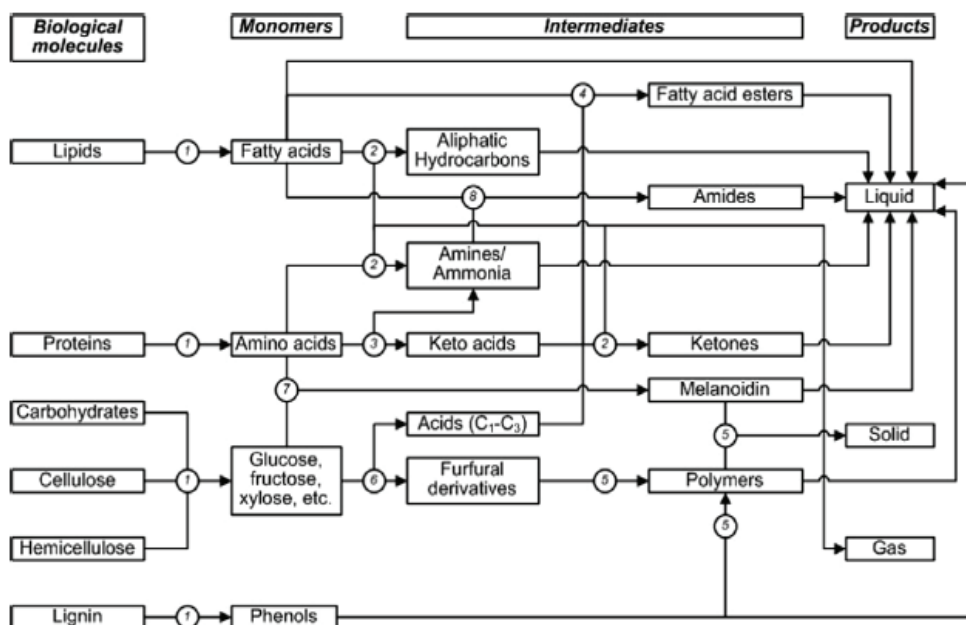 Biological
molecules
Monomers
Intermediates
Products
4
Fatty acid esters
Lipids
1
Fatty acids
2
Aliphatic
Hydrocarbons
8
Amides
Liquid
2
Amines/
Ammonia
Proteins
1
Amino acids
3
Keto acids
2
Ketones
7
Melanoidin
Carbohydrates
Acids (C₁-C₃)
5
Solid
Cellulose
1
Glucose,
fructose,
xylose, etc.
6
Furfural
derivatives
5
Polymers
5
Hemicellulose
Gas
Lignin
1
Phenols